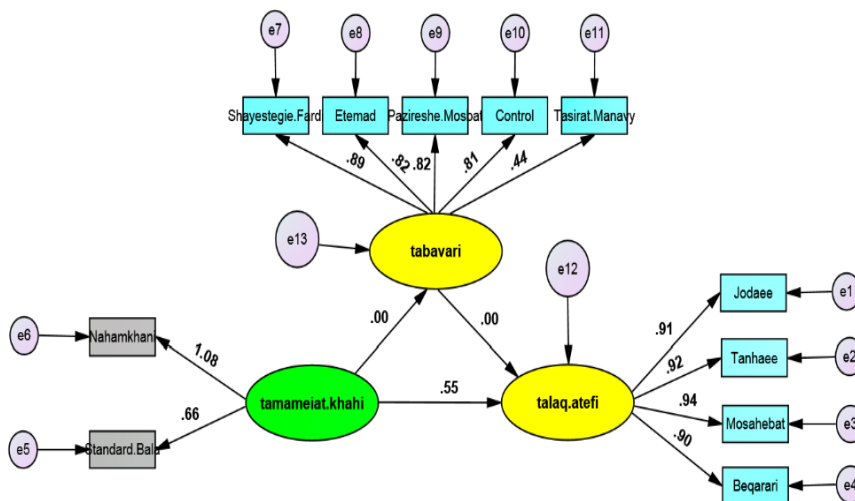 e7
e8
e9
e10
e11
Shayestegie.Fard
Etemad
Pazireshe.Mosbat
Control
Tasirat.Manavy
.89
.82
.82
.81
.44
e13
tabavari
e12
e6
Nahamkhani
1.08
.00
.00
Jodaee
e1
.91
Tanhaee
e2
.92
tamameiat.khahi
.55
talaq.atefi
.94
Mosahebat
e3
.66
e5
Standard.Bala
.90
Beqarari
e4